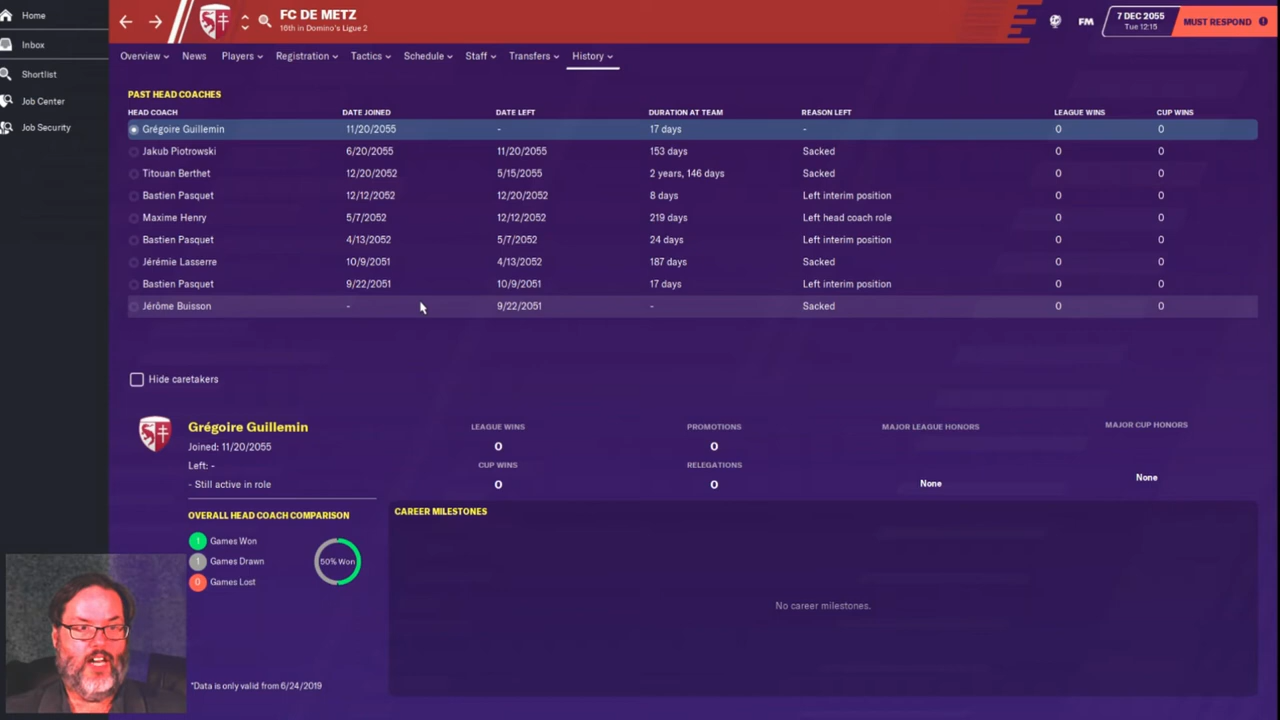 Home
FC DE METZ
16th in Domino's Ligue 2
FM
7 DEC 2055
Tue 12:15
MUST RESPOND
Inbox
Shortlist
Job Center
Job Security
Overview News Players Registration Tactics Schedule Staff Transfers History
PAST HEAD COACHES
HEAD COACH DATE JOINED DATE LEFT DURATION AT TEAM REASON LEFT LEAGUE WINS CUP WINS
Grégoire Guillemin 11/20/2055 - 17 days - 0 0
Jakub Piotrowski 6/20/2055 11/20/2055 153 days Sacked 0 0
Titouan Berthet 12/20/2052 5/15/2055 2 years, 146 days Sacked 0 0
Bastien Pasquet 12/12/2052 12/20/2052 8 days Left interim position 0 0
Maxime Henry 5/7/2052 12/12/2052 219 days Left head coach role 0 0
Bastien Pasquet 4/13/2052 5/7/2052 24 days Left interim position 0 0
Jérémie Lasserre 10/9/2051 4/13/2052 187 days Sacked 0 0
Bastien Pasquet 9/22/2051 10/9/2051 17 days Left interim position 0 0
Jérôme Buisson - 9/22/2051 - Sacked 0 0
Hide caretakers
Grégoire Guillemin
Joined: 11/20/2055
Left: -
- Still active in role
LEAGUE WINS
0
CUP WINS
0
PROMOTIONS
0
RELEGATIONS
0
MAJOR LEAGUE HONORS
None
MAJOR CUP HONORS
None
OVERALL HEAD COACH COMPARISON
1 Games Won
1 Games Drawn
0 Games Lost
50% Won
CAREER MILESTONES
No career milestones.
*Data is only valid from 6/24/2019